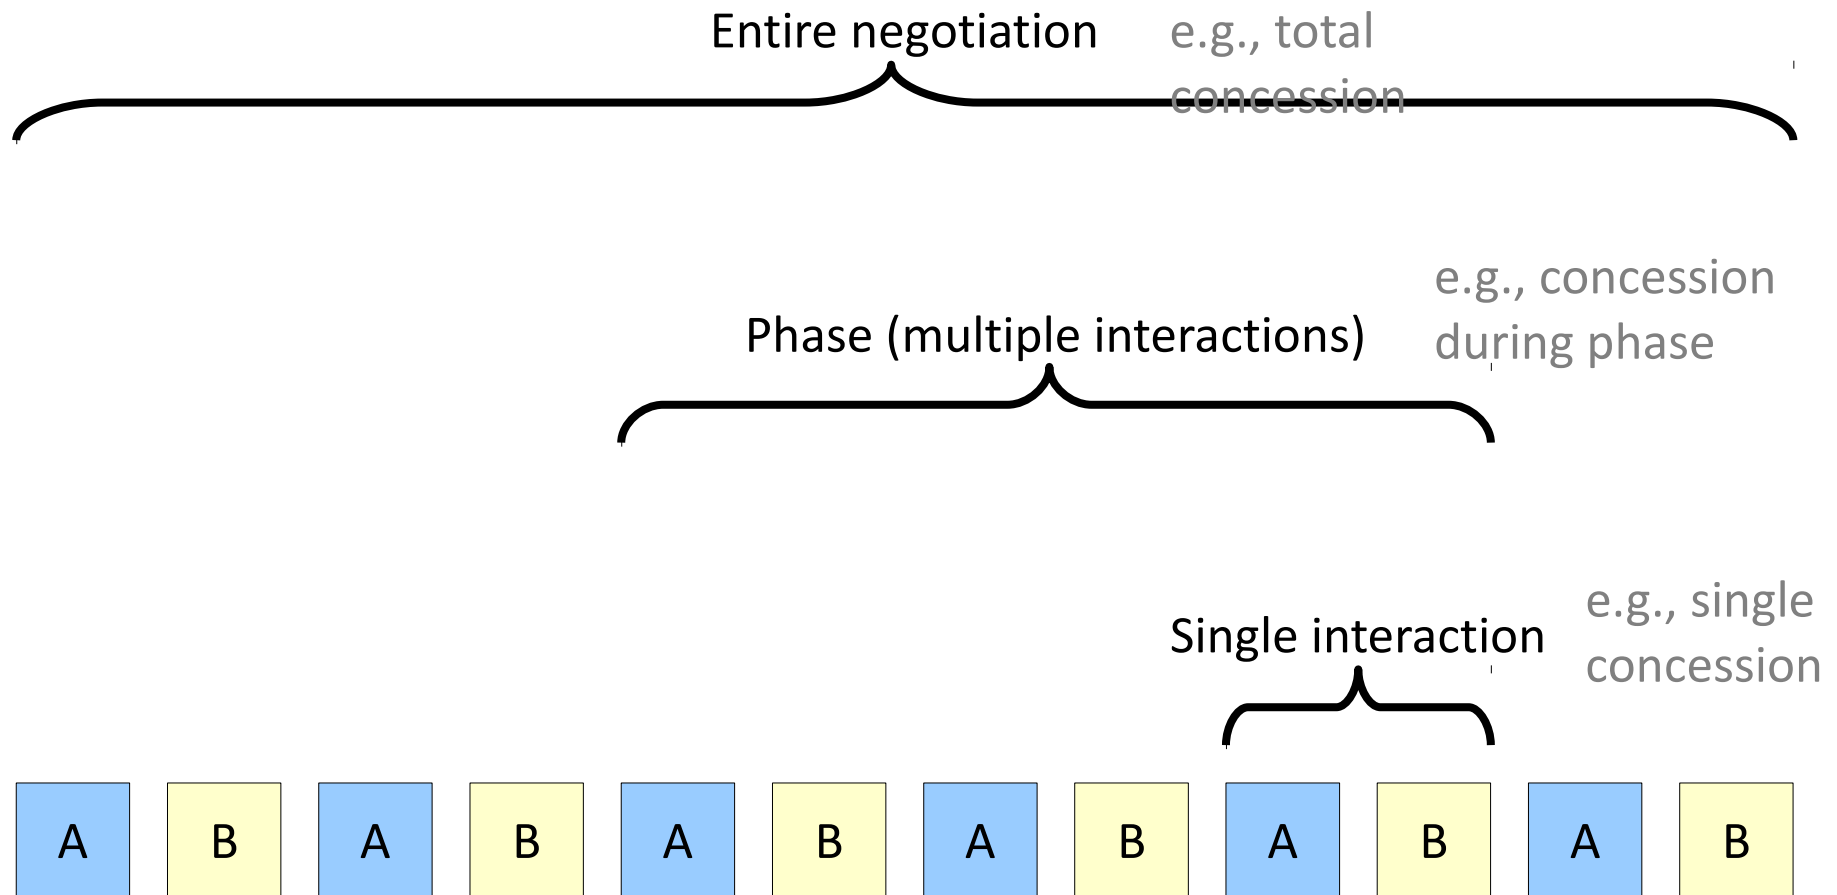 Entire negotiation e.g., total
concession
e.g., concession
Phase (multiple interactions) during phase
e.g., single
Single interaction concession
A B A B A B A B A B A B